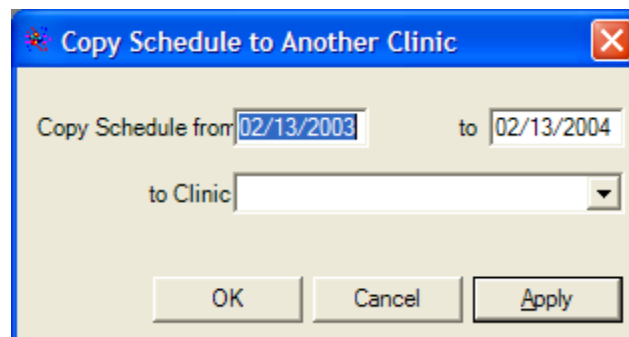 Copy Schedule to Another Clinic
Copy Schedule from 02/13/2003 to 02/13/2004
to Clinic
OK Cancel Apply